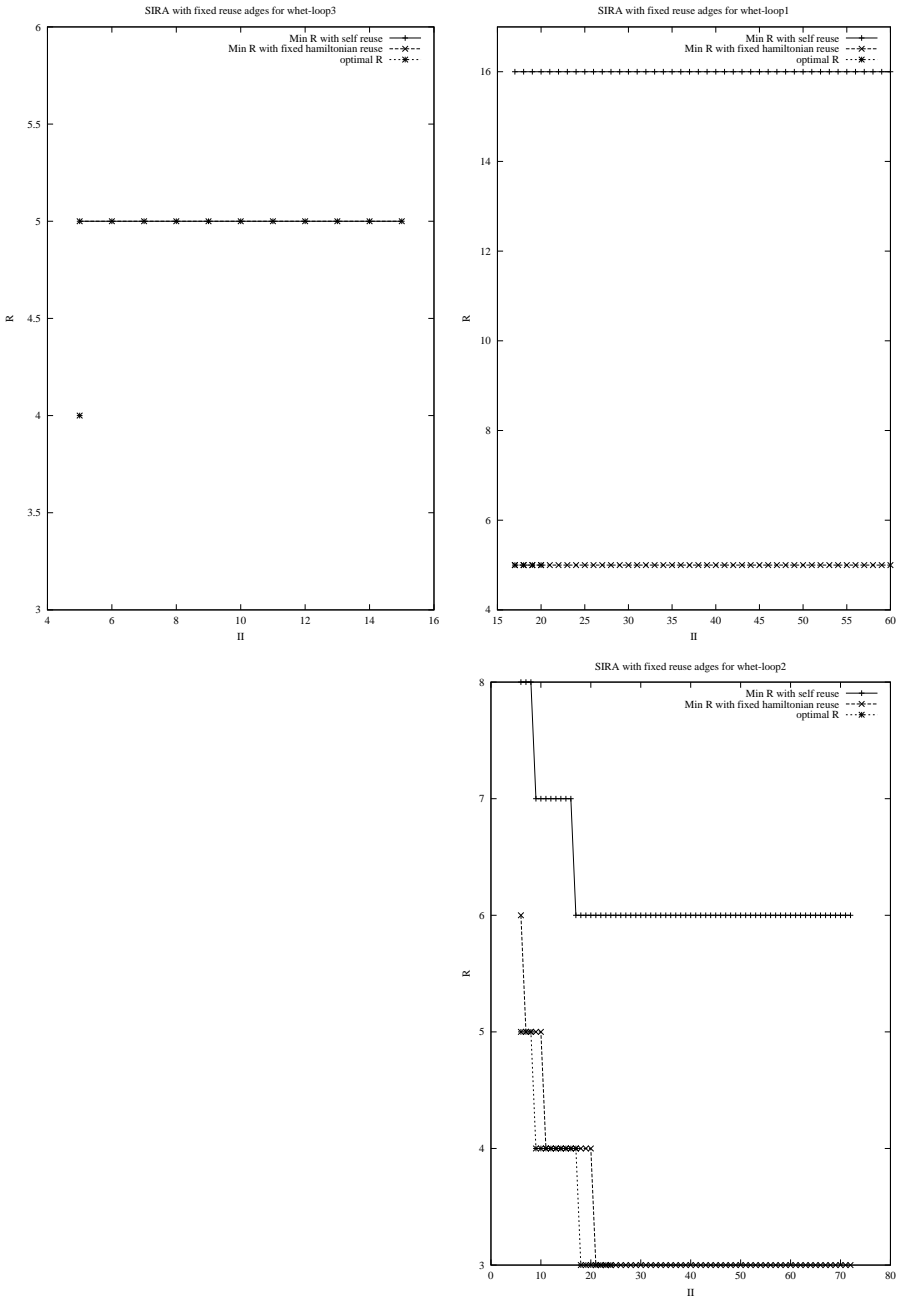 SIRA with fixed reuse adges for whet-loop3
Min R with self reuse
Min R with fixed hamiltonian reuse
optimal R
6
5.5
5
4.5
4
3.5
3
R
4 6 8 10 12 14 16
II
SIRA with fixed reuse adges for whet-loop1
Min R with self reuse
Min R with fixed hamiltonian reuse
optimal R
16
14
12
10
8
6
4
R
15 20 25 30 35 40 45 50 55 60
II
SIRA with fixed reuse adges for whet-loop2
Min R with self reuse
Min R with fixed hamiltonian reuse
optimal R
8
7
6
5
4
3
R
0 10 20 30 40 50 60 70 80
II